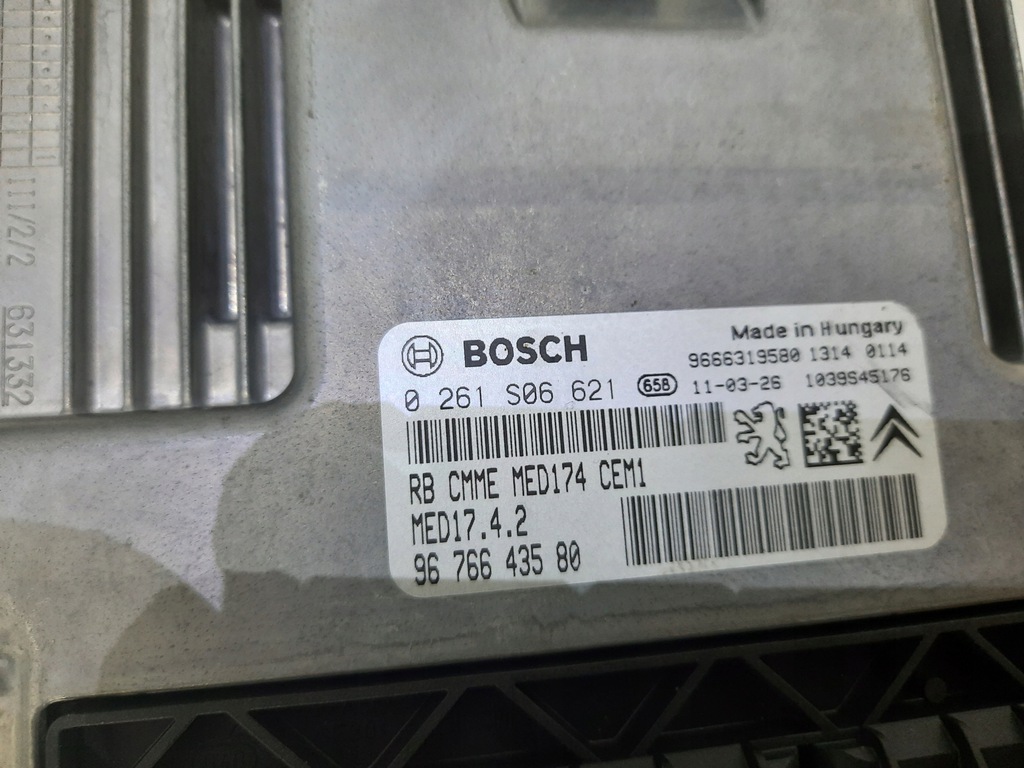 III/2/2 631332
BOSCH
Made in Hungary
9666319580 1314 0114
0 261 S06 621
658 11-03-26 1039S45176
RB CMME MED174 CEM1
MED17.4.2
96 766 435 80